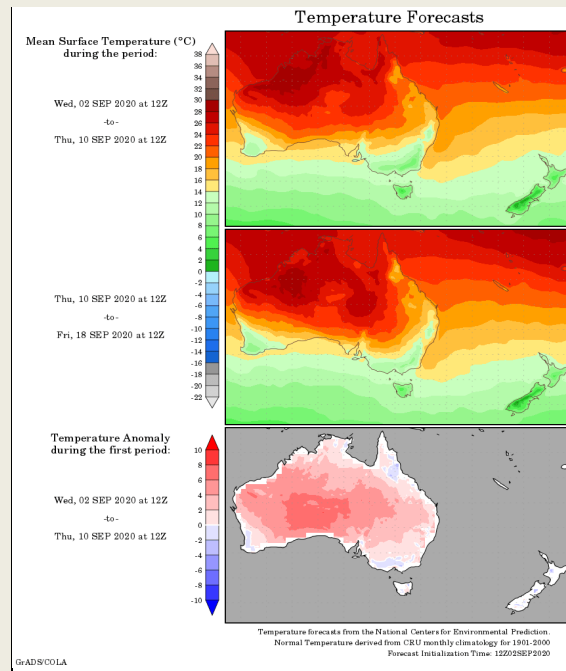 Temperature Forecasts
Mean Surface Temperature (°C)
during the period:
Wed, 02 SEP 2020 at 12Z
-to-
Thu, 10 SEP 2020 at 12Z
38
36
34
32
30
28
26
24
22
20
18
16
14
12
10
8
6
4
2
0
-2
-4
-6
-8
-10
-12
-14
-16
-18
-20
-22
Thu, 10 SEP 2020 at 12Z
-to-
Fri, 18 SEP 2020 at 12Z
Temperature Anomaly
during the first period:
Wed, 02 SEP 2020 at 12Z
-to-
Thu, 10 SEP 2020 at 12Z
10
8
6
4
2
0
-2
-4
-6
-8
-10
Temperature forecasts from the National Centers for Environmental Prediction.
Normal Temperature derived from CRU monthly climatology for 1901-2000.
Forecast Initialization Time: 12Z02SEP2020
GrADS/COLA